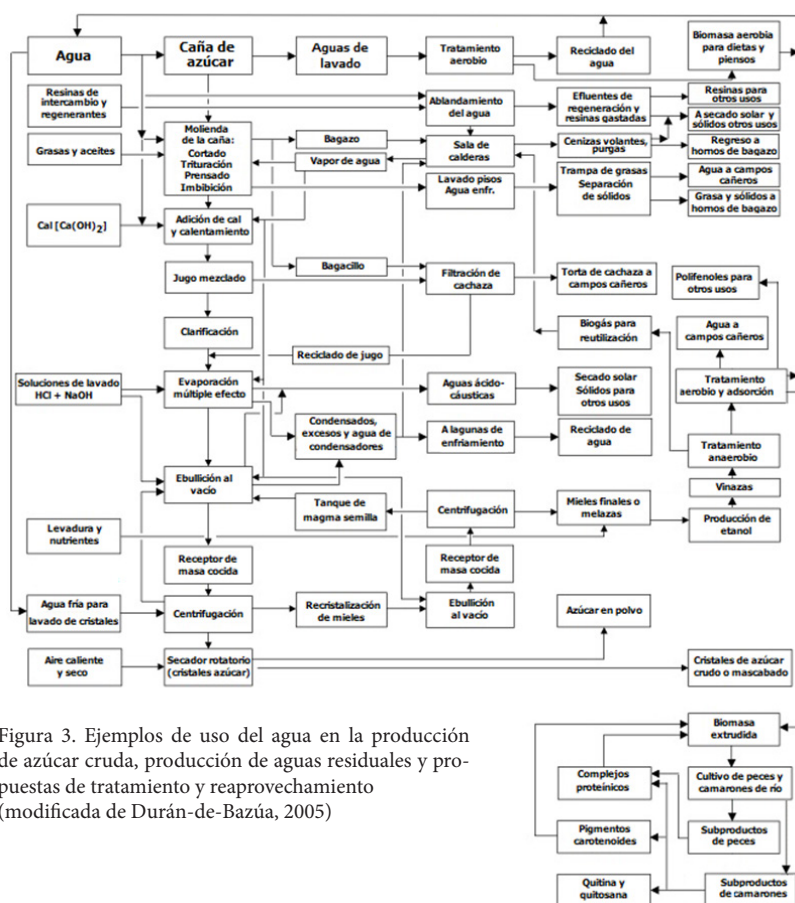 Agua
Caña de
azúcar
Aguas de
lavado
Tratamiento
aerobio
Reciclado del
agua
Biomasa aerobia
para dietas y
piensos
Resinas de
intercambio y
regenerantes
Ablandamiento
del agua
Efluentes de
regeneración y
resinas gastadas
Resinas para
otros usos
A secado solar y
sólidos otros usos
Grasas y aceites
Molienda
de la caña:
Cortado
Trituración
Prensado
Imbibición
Bagazo
Vapor de agua
Sala de
calderas
Cenizas volantes,
purgas
Regreso a
hornos de bagazo
Lavado pisos
Agua enfr.
Trampa de grasas
Separación
de sólidos
Agua a campos
cañeros
Grasa y sólidos a
hornos de bagazo
Cal [Ca(OH)2]
Adición de cal
y calentamiento
Jugo mezclado
Bagacillo
Filtración de
cachaza
Torta de cachaza a
campos cañeros
Polifenoles para
otros usos
Clarificación
Biogás para
reutilización
Agua a
campos cañeros
Reciclado de jugo
Soluciones de lavado
HCl + NaOH
Evaporación
múltiple efecto
Aguas ácido-
cáusticas
Secado solar
Sólidos para
otros usos
Tratamiento
aerobio y adsorción
Condensados,
excesos y agua de
condensadores
A lagunas de
enfriamiento
Reciclado de
agua
Tratamiento
anaerobio
Ebullición al
vacío
Vinazas
Tanque de
magma semilla
Centrifugación
Mieles finales o
melazas
Producción de
etanol
Levadura y
nutrientes
Receptor de
masa cocida
Receptor de
masa cocida
Agua fría para
lavado de cristales
Centrifugación
Recristalización
de mieles
Ebullición
al vacío
Azúcar en polvo
Aire caliente
y seco
Secador rotatorio
(cristales azúcar)
Cristales de azúcar
crudo o mascabado
Figura 3. Ejemplos de uso del agua en la producción
de azúcar cruda, producción de aguas residuales y pro-
puestas de tratamiento y reaprovechamiento
(modificada de Durán-de-Bazúa, 2005)
Biomasa
extrudida
Complejos
proteínicos
Cultivo de peces y
camarones de río
Pigmentos
carotenoides
Subproductos
de peces
Quitina y
quitosana
Subproductos
de camarones